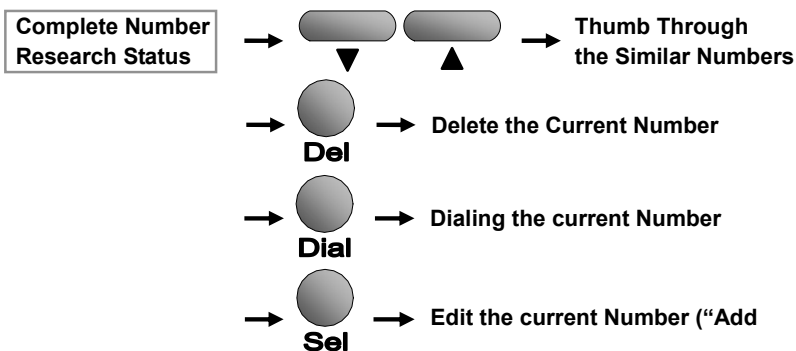 Complete Number
Research Status
Thumb Through
the Similar Numbers
Del
Delete the Current Number
Dial
Dialing the current Number
Sel
Edit the current Number (“Add